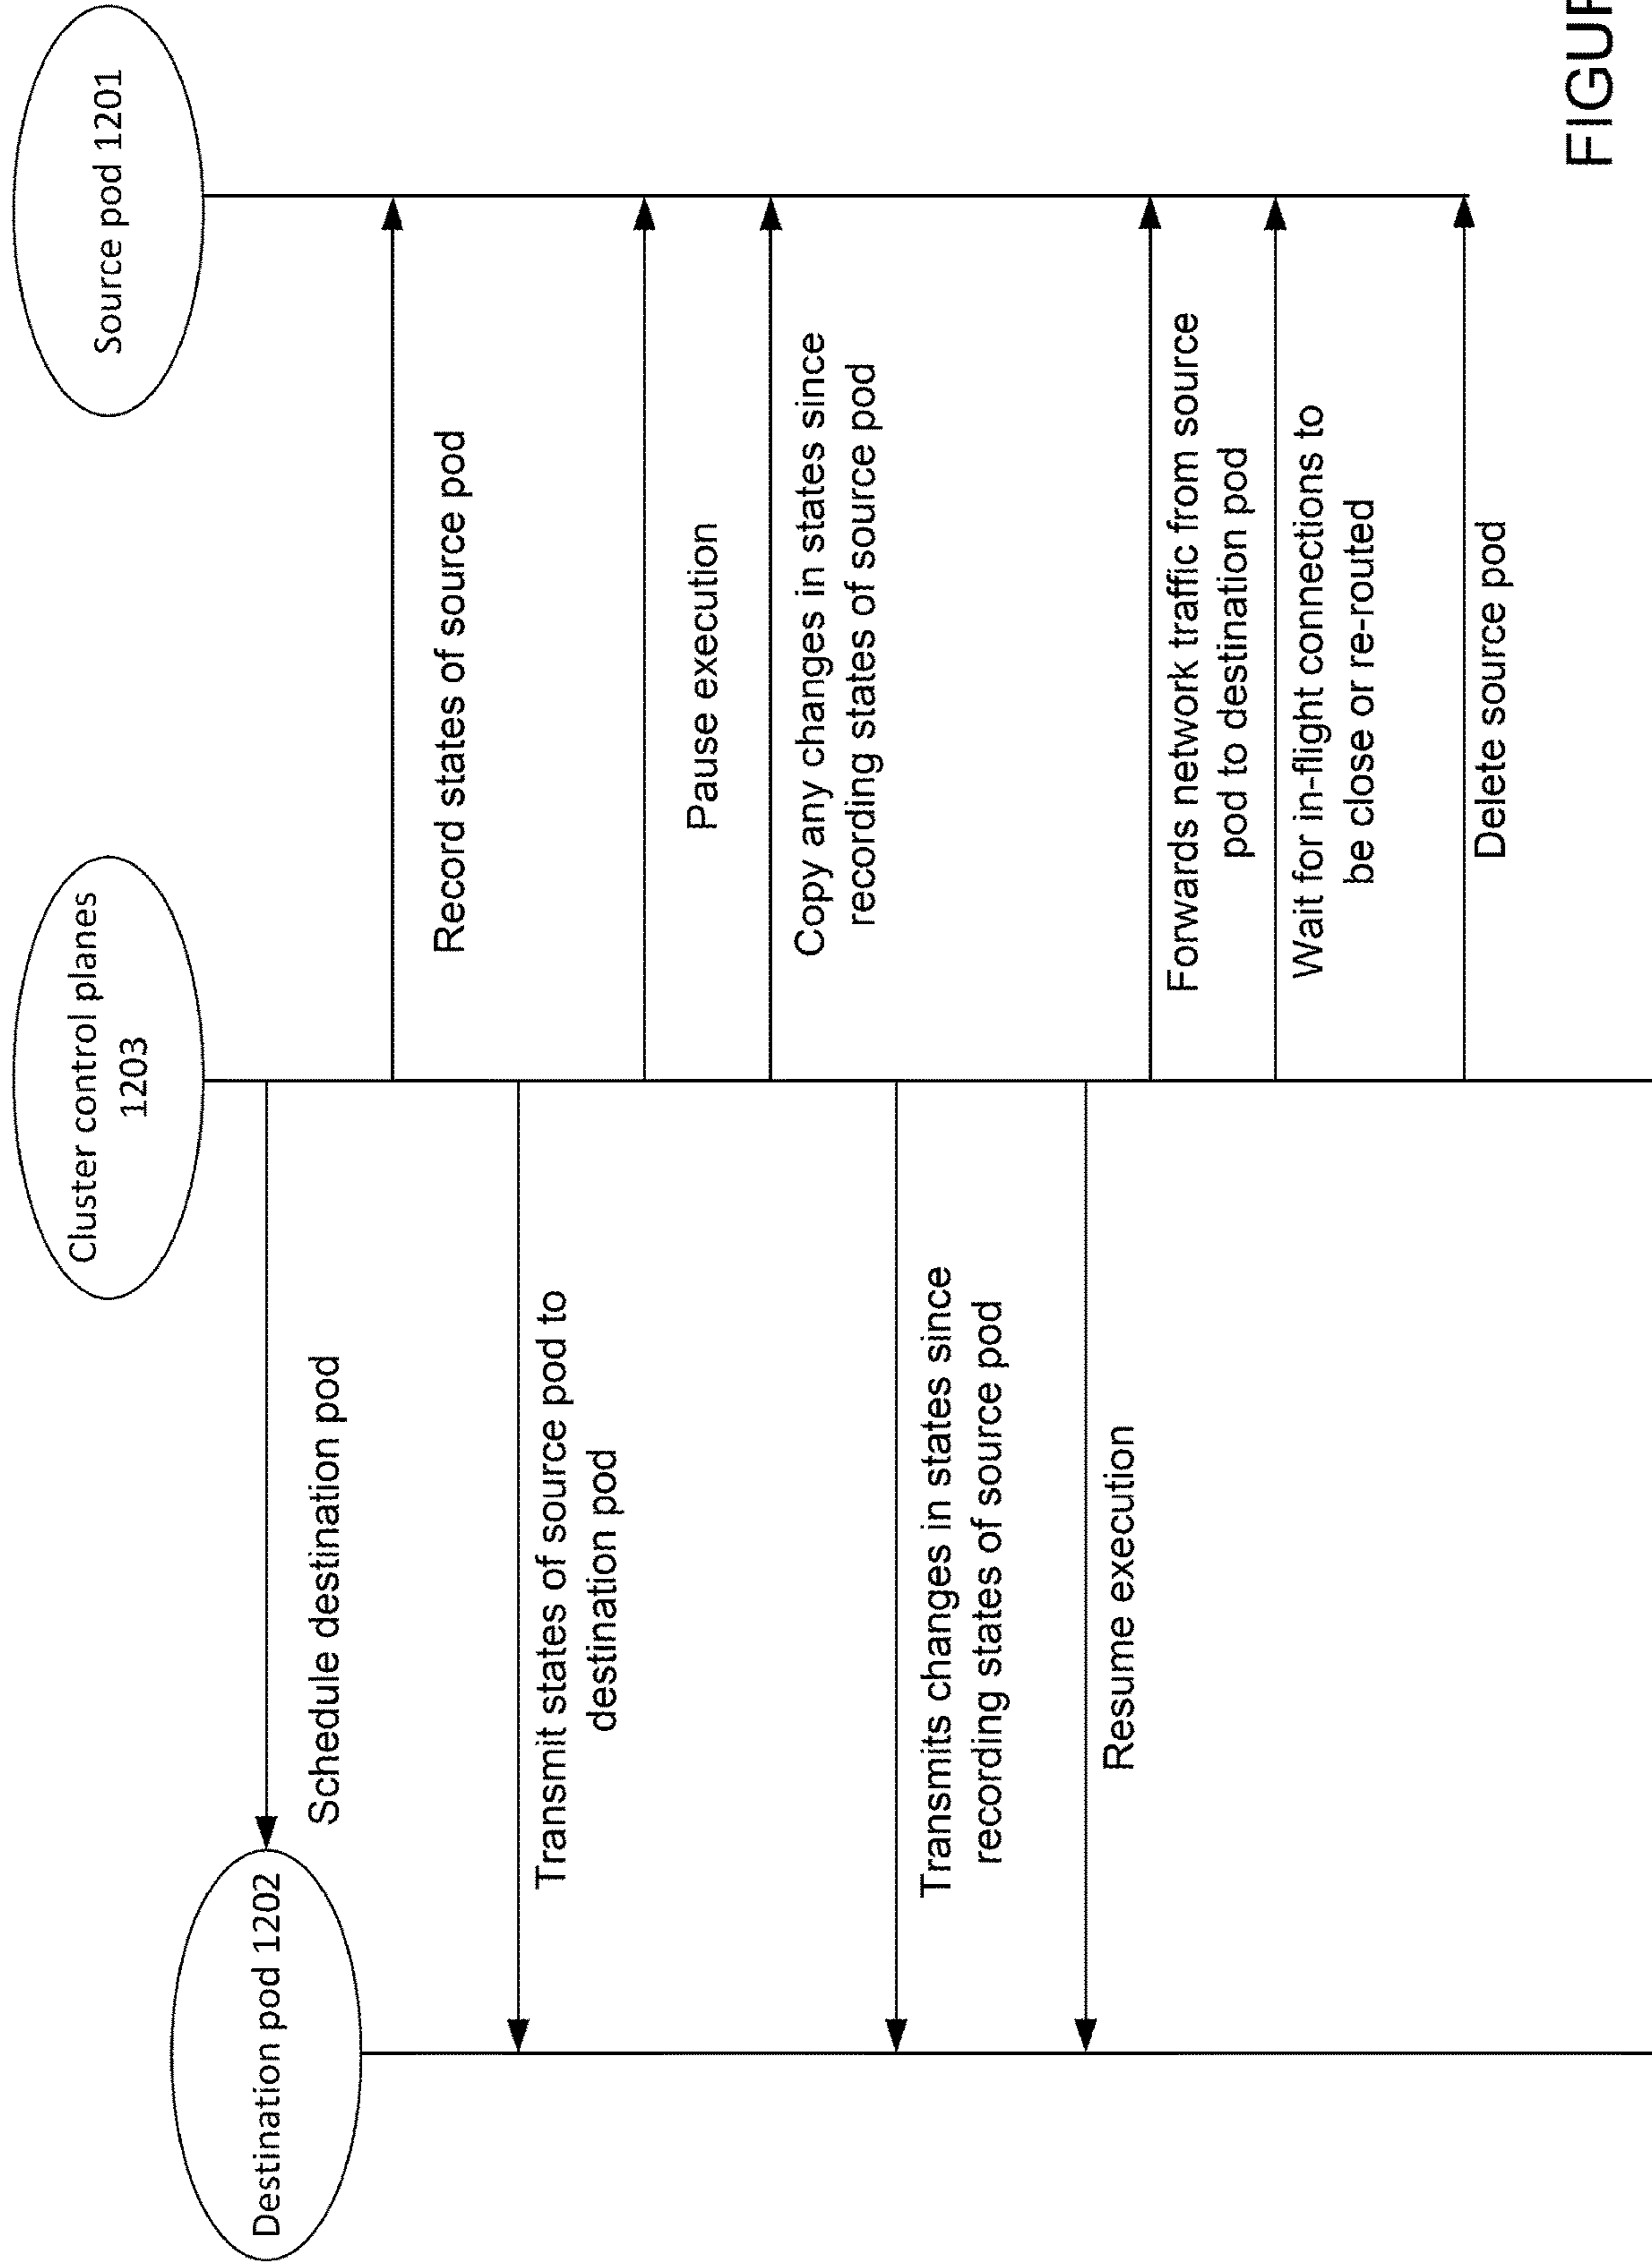 Source pod 1201
Cluster control planes
1203
Destination pod 1202
Schedule destination pod
Record states of source pod
Transmit states of source pod to
destination pod
Pause execution
Copy any changes in states since
recording states of source pod
Transmits changes in states since
recording states of source pod
Resume execution
Forwards network traffic from source
pod to destination pod
Wait for in-flight connections to
be close or re-routed
Delete source pod